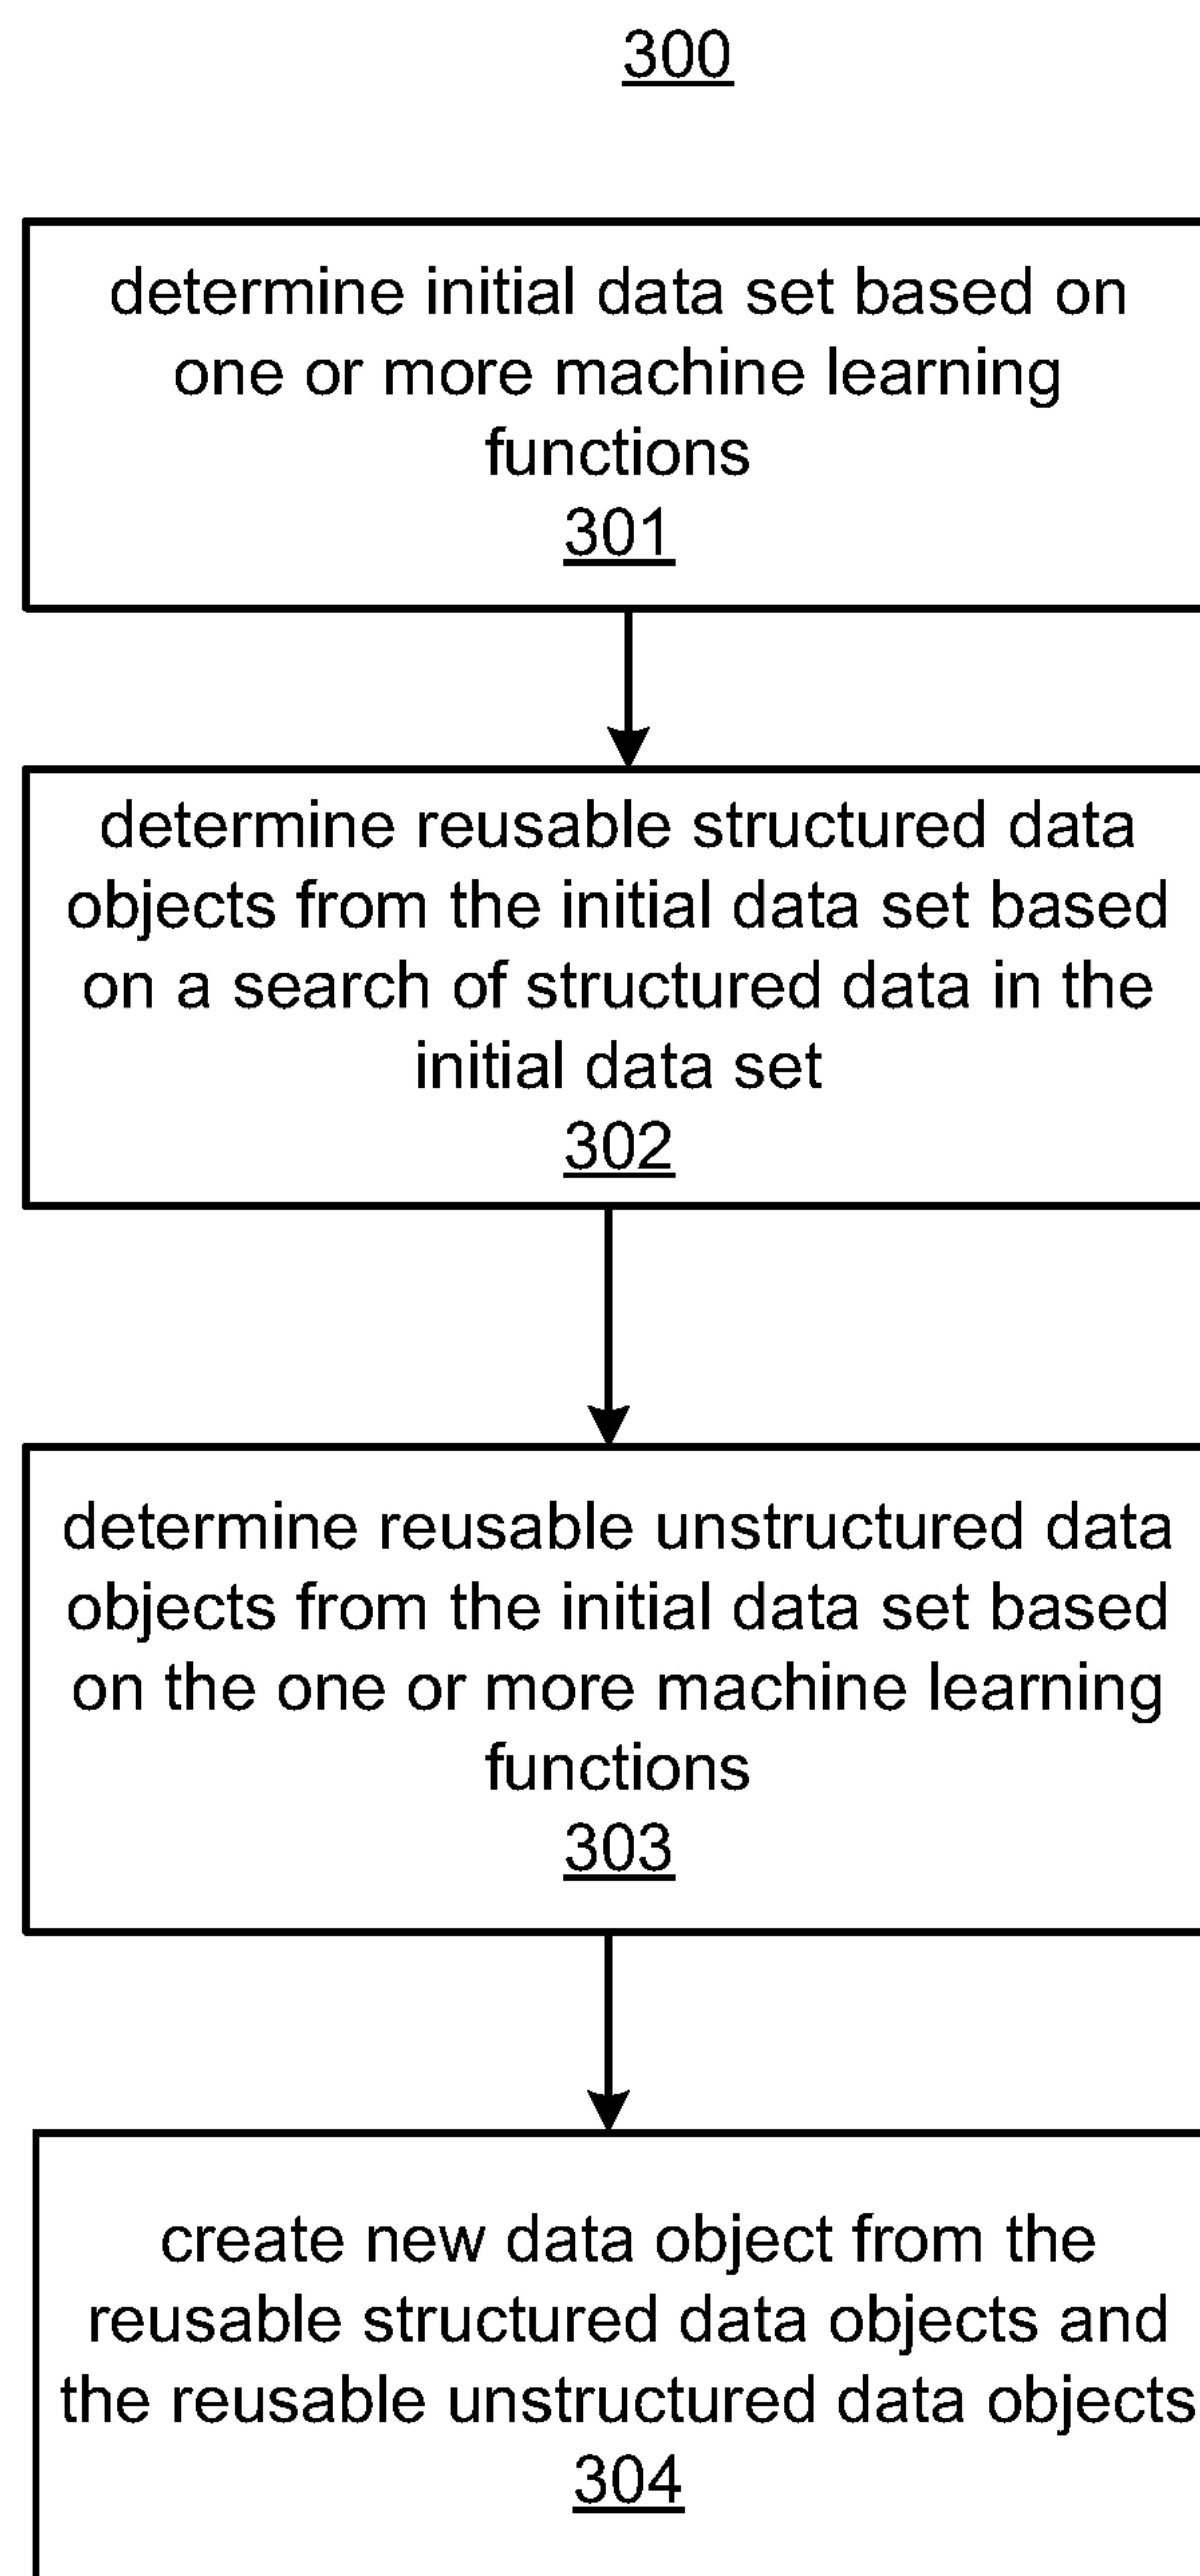 300
determine initial data set based on
one or more machine learning
functions
301
determine reusable structured data
objects from the initial data set based
on a search of structured data in the
initial data set
302
determine reusable unstructured data
objects from the initial data set based
on the one or more machine learning
functions
303
create new data object from the
reusable structured data objects and
the reusable unstructured data objects
304